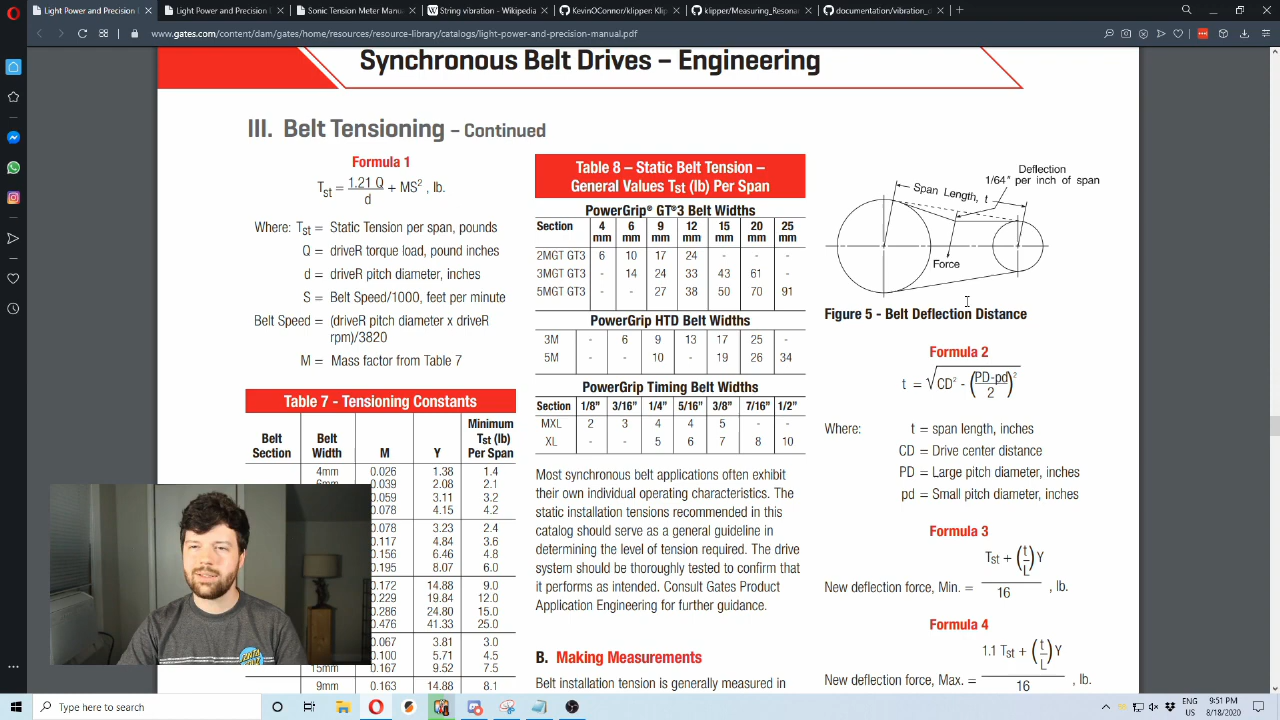 Light Power and Precision
Light Power and Precision
Sonic Tension Meter Manu
String vibration - Wikipedia
KevinOConnor/klipper: Klip
klipper/Measuring_Resona
documentation/vibration_c
www.gates.com/content/dam/gates/home/resources/resource-library/catalogs/light-power-and-precision-manual.pdf
Synchronous Belt Drives – Engineering
III. Belt Tensioning – Continued
Formula 1
Tst = 1.21 Q / d + MS² , lb.
Where: Tst = Static Tension per span, pounds
Q = driveR torque load, pound inches
d = driveR pitch diameter, inches
S = Belt Speed/1000, feet per minute
Belt Speed = (driveR pitch diameter x driveR
rpm)/3820
M = Mass factor from Table 7
Table 7 - Tensioning Constants
Belt Section Belt Width M Y Minimum Tst (lb) Per Span
4mm 0.026 1.38 1.4
6mm 0.039 2.08 2.1
0.059 3.11 3.2
0.078 4.15 4.2
0.078 3.23 2.4
0.117 4.84 3.6
0.156 6.46 4.8
0.195 8.07 6.0
0.172 14.88 9.0
0.229 19.84 12.0
0.286 24.80 15.0
0.476 41.33 25.0
0.067 3.81 3.0
0.100 5.71 4.5
15mm 0.167 9.52 7.5
9mm 0.163 14.88 8.1
Table 8 – Static Belt Tension –
General Values Tst (lb) Per Span
PowerGrip® GT®3 Belt Widths
Section 4 mm 6 mm 9 mm 12 mm 15 mm 20 mm 25 mm
2MGT GT3 6 10 17 24 - - -
3MGT GT3 - 14 24 33 43 61 -
5MGT GT3 - - 27 38 50 70 91
PowerGrip HTD Belt Widths
3M - 6 9 13 17 25 -
5M - - 10 - 19 26 34
PowerGrip Timing Belt Widths
Section 1/8” 3/16” 1/4” 5/16” 3/8” 7/16” 1/2”
MXL 2 3 4 4 5 - -
XL - - 5 6 7 8 10
Most synchronous belt applications often exhibit
their own individual operating characteristics. The
static installation tensions recommended in this
catalog should serve as a general guideline in
determining the level of tension required. The drive
system should be thoroughly tested to confirm that
it performs as intended. Consult Gates Product
Application Engineering for further guidance.
B. Making Measurements
Belt installation tension is generally measured in
Deflection
1/64″ per inch of span
Span Length, t
Force
Figure 5 - Belt Deflection Distance
Formula 2
t = √CD² - (PD-pd / 2)²
Where: t = span length, inches
CD = Drive center distance
PD = Large pitch diameter, inches
pd = Small pitch diameter, inches
Formula 3
New deflection force, Min. = Tst + (t/L) Y / 16 , lb.
Formula 4
New deflection force, Max. = 1.1 Tst + (t/L) Y / 16 , lb.
Type here to search
ENG
US
9:51 PM
8/18/2020